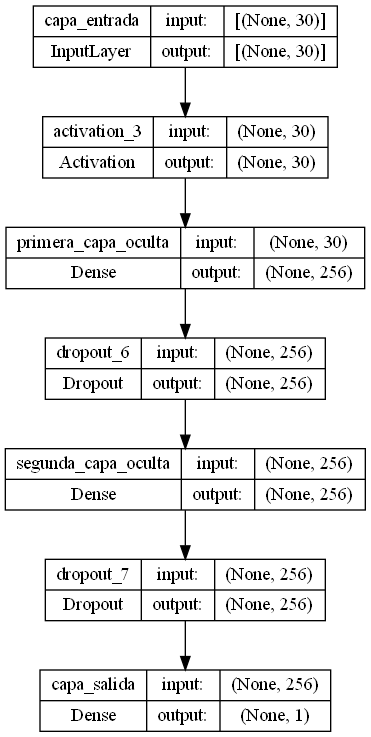 capa_entrada input: [(None, 30)]
InputLayer output: [(None, 30)]
activation_3 input: (None, 30)
Activation output: (None, 30)
primera_capa_oculta input: (None, 30)
Dense output: (None, 256)
dropout_6 input: (None, 256)
Dropout output: (None, 256)
segunda_capa_oculta input: (None, 256)
Dense output: (None, 256)
dropout_7 input: (None, 256)
Dropout output: (None, 256)
capa_salida input: (None, 256)
Dense output: (None, 1)